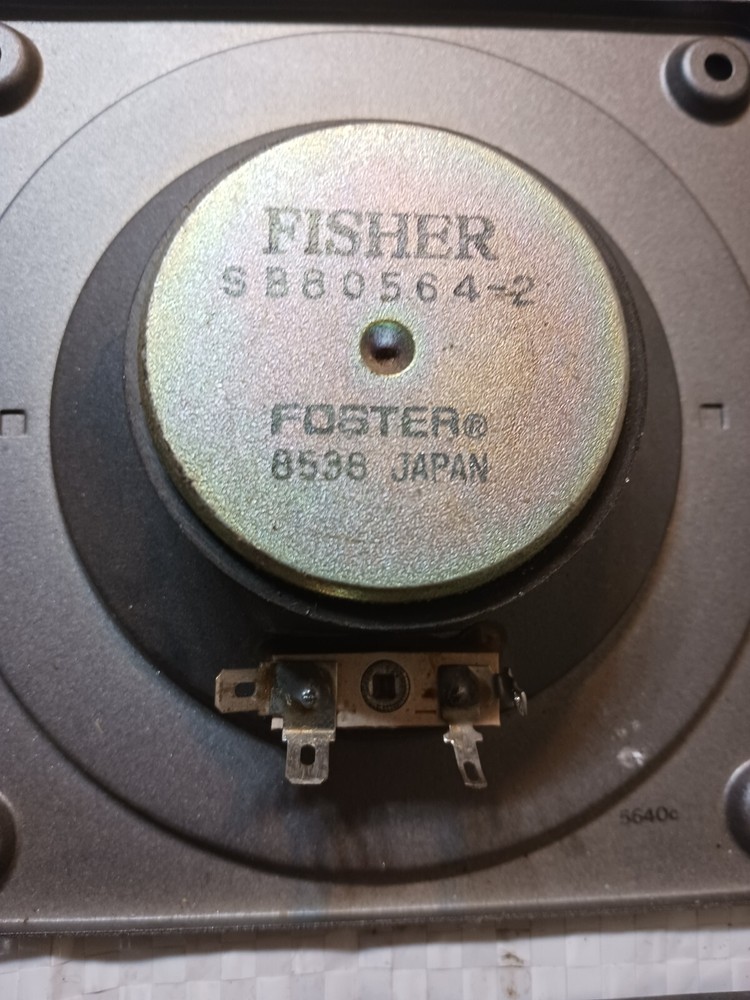 FISHER
SB80564-2
FOSTER®
8538 JAPAN
5640c